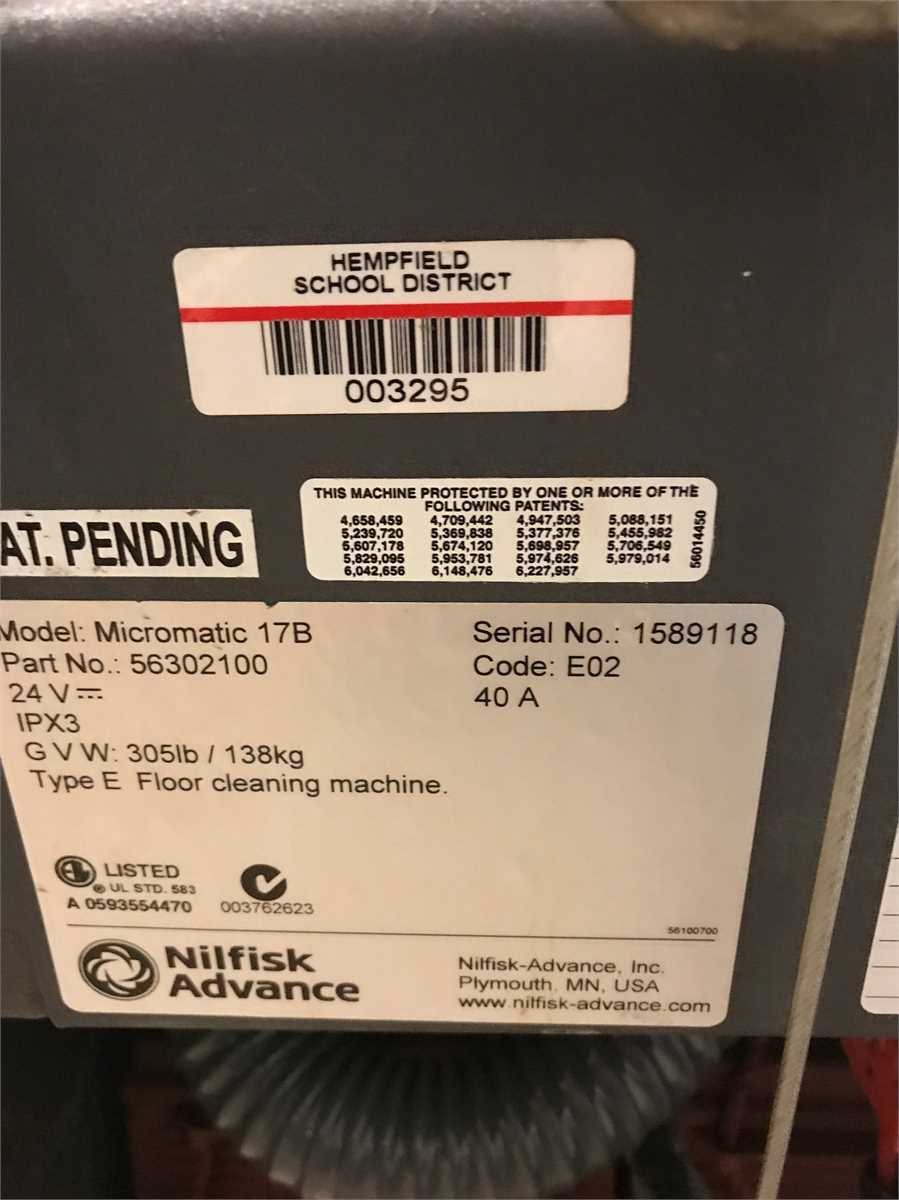 HEMPFIELD
SCHOOL DISTRICT
003295
THIS MACHINE PROTECTED BY ONE OR MORE OF THE
FOLLOWING PATENTS:
4,658,459 4,709,442 4,947,503 5,088,151
5,239,720 5,369,838 5,377,376 5,455,982
5,607,178 5,674,120 5,698,957 5,706,549
5,829,095 5,953,781 5,974,626 5,979,014
6,042,656 6,148,476 6,227,957
56014450
AT. PENDING
Model: Micromatic 17B
Part No.: 56302100
24 V
IPX3
G V W: 305lb / 138kg
Type E Floor cleaning machine.
Serial No.: 1589118
Code: E02
40 A
LISTED
® UL STD. 583
A 0593554470
003762623
56100700
Nilfisk
Advance
Nilfisk-Advance, Inc.
Plymouth, MN, USA
www.nilfisk-advance.com